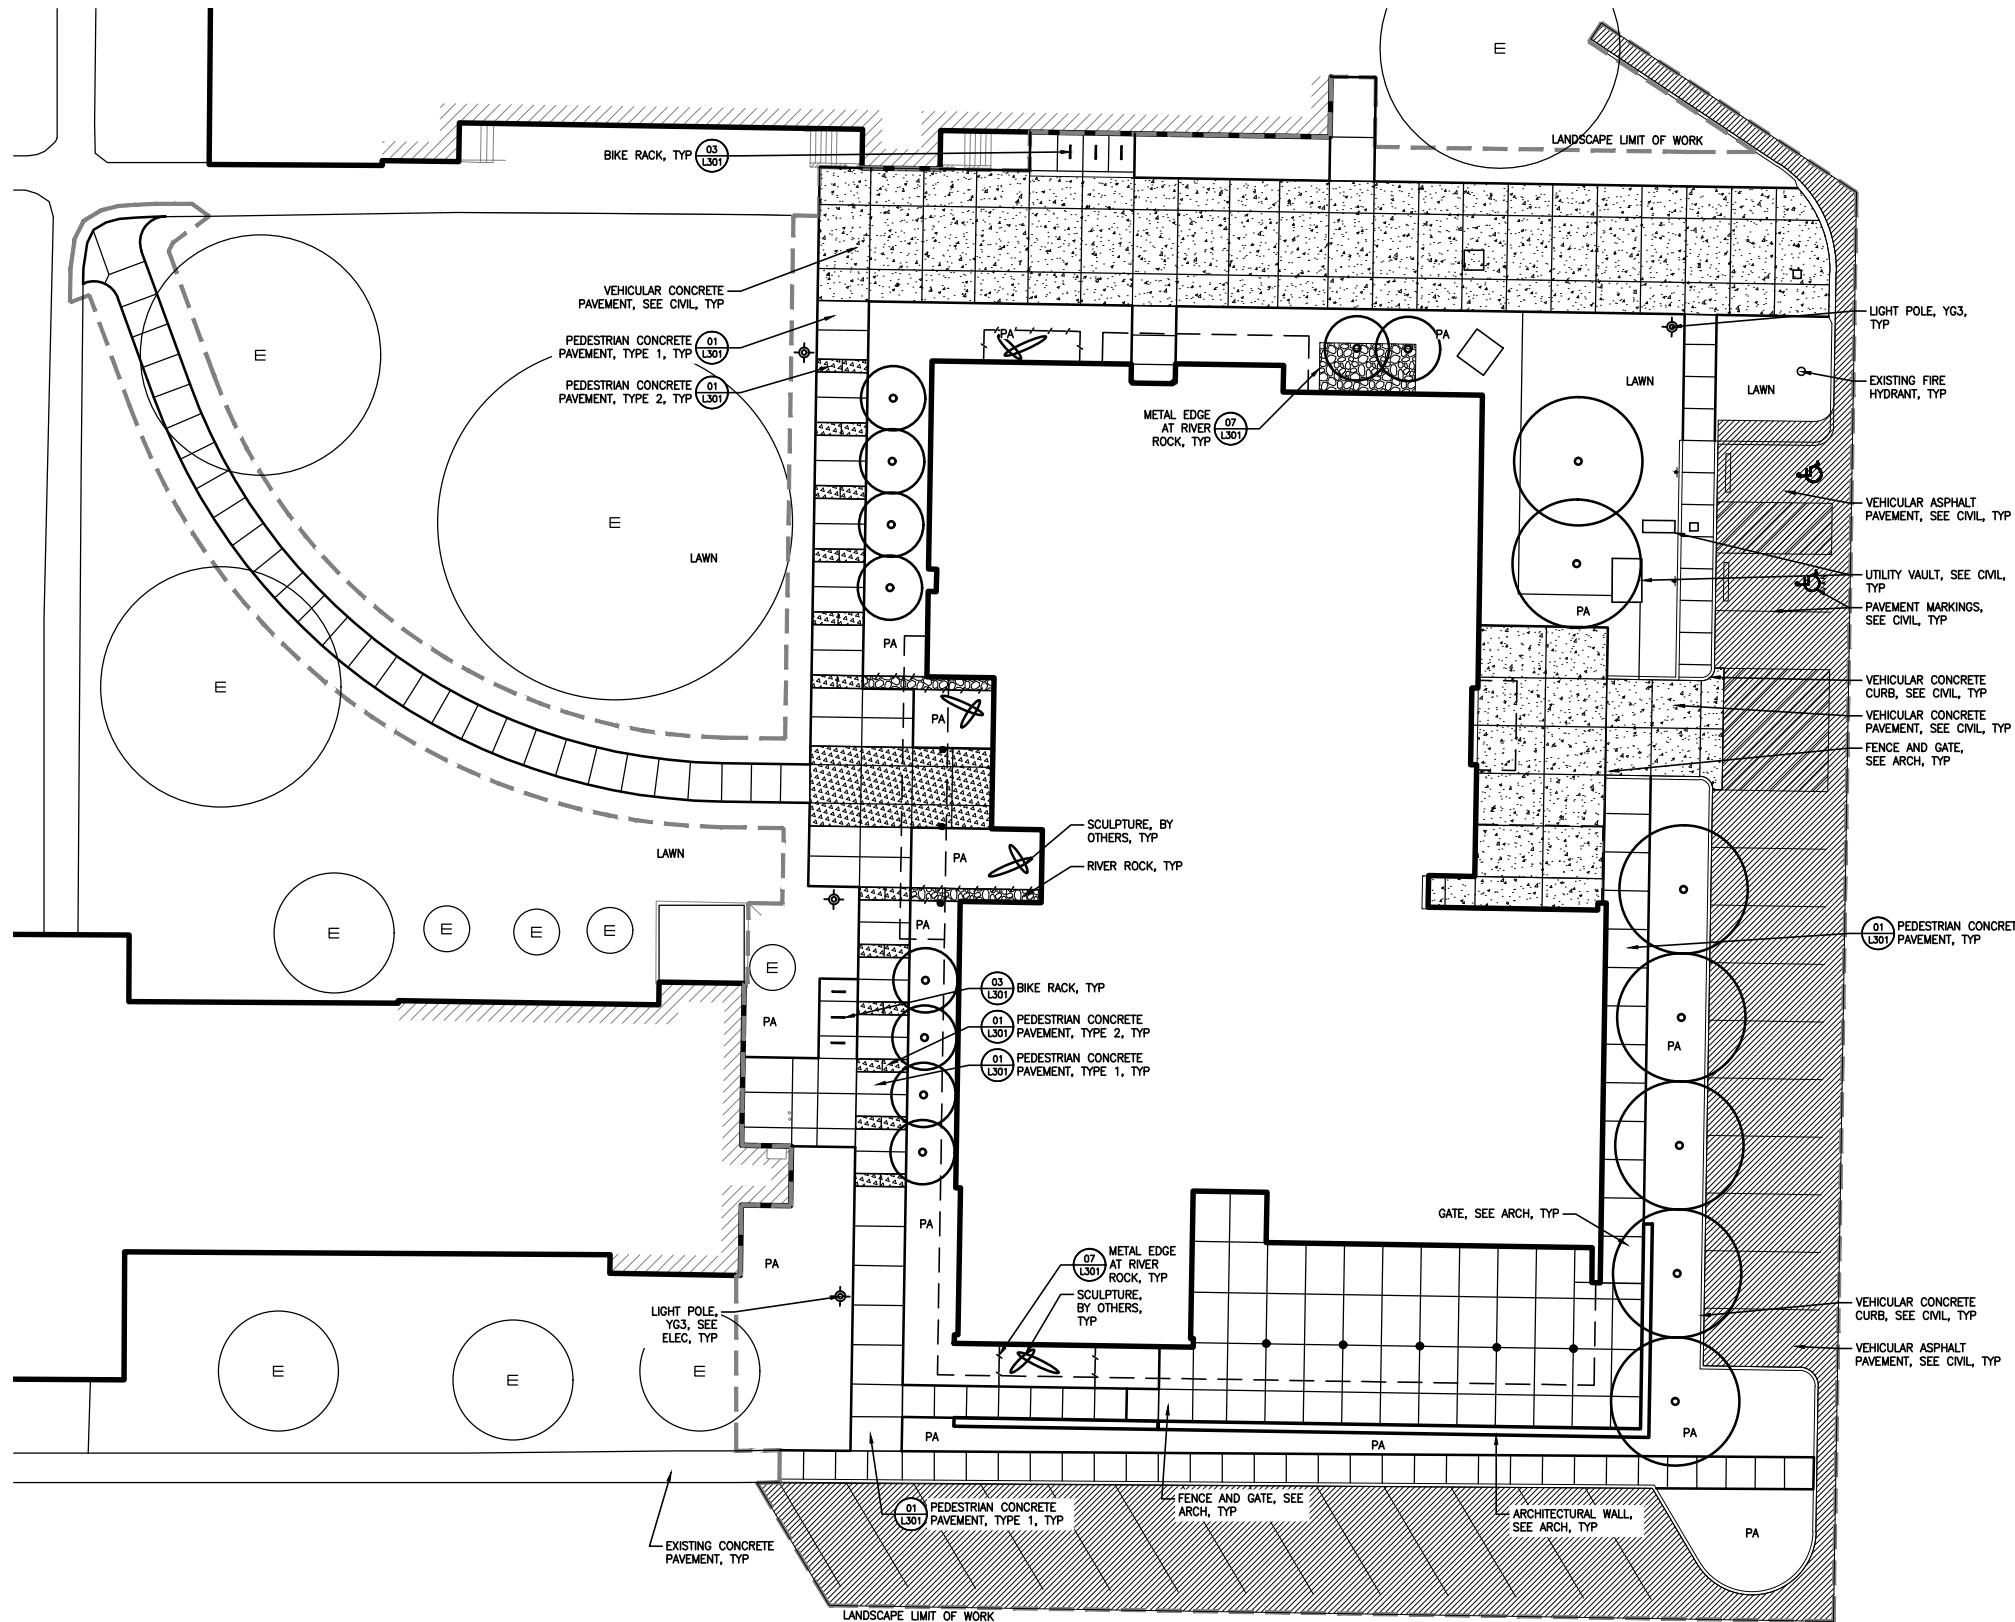 LANDSCAPE LIMIT OF WORK
BIKE RACK, TYP
03
L301
VEHICULAR CONCRETE
PAVEMENT, SEE CIVIL, TYP
PEDESTRIAN CONCRETE
PAVEMENT, TYPE 1, TYP
01
L301
PEDESTRIAN CONCRETE
PAVEMENT, TYPE 2, TYP
01
L301
PA
PA
METAL EDGE
AT RIVER
ROCK, TYP
07
L301
LIGHT POLE, YG3,
TYP
LAWN
LAWN
EXISTING FIRE
HYDRANT, TYP
VEHICULAR ASPHALT
PAVEMENT, SEE CIVIL, TYP
LAWN
UTILITY VAULT, SEE CIVIL,
TYP
PA
PAVEMENT MARKINGS,
SEE CIVIL, TYP
PA
VEHICULAR CONCRETE
CURB, SEE CIVIL, TYP
PA
VEHICULAR CONCRETE
PAVEMENT, SEE CIVIL, TYP
FENCE AND GATE,
SEE ARCH, TYP
SCULPTURE, BY
OTHERS, TYP
LAWN
PA
RIVER ROCK, TYP
PA
01
L301
PEDESTRIAN CONCRET
PAVEMENT, TYP
03
L301
BIKE RACK, TYP
PA
01
L301
PEDESTRIAN CONCRETE
PAVEMENT, TYPE 2, TYP
PA
01
L301
PEDESTRIAN CONCRETE
PAVEMENT, TYPE 1, TYP
GATE, SEE ARCH, TYP
PA
PA
07
L301
METAL EDGE
AT RIVER
ROCK, TYP
SCULPTURE,
BY OTHERS,
TYP
LIGHT POLE,
YG3, SEE
ELEC, TYP
VEHICULAR CONCRETE
CURB, SEE CIVIL, TYP
VEHICULAR ASPHALT
PAVEMENT, SEE CIVIL, TYP
PA
PA
PA
01
L301
PEDESTRIAN CONCRETE
PAVEMENT, TYPE 1, TYP
FENCE AND GATE, SEE
ARCH, TYP
ARCHITECTURAL WALL,
SEE ARCH, TYP
PA
EXISTING CONCRETE
PAVEMENT, TYP
LANDSCAPE LIMIT OF WORK
E
E
E
E
E
E
E
E
E
E
E
E